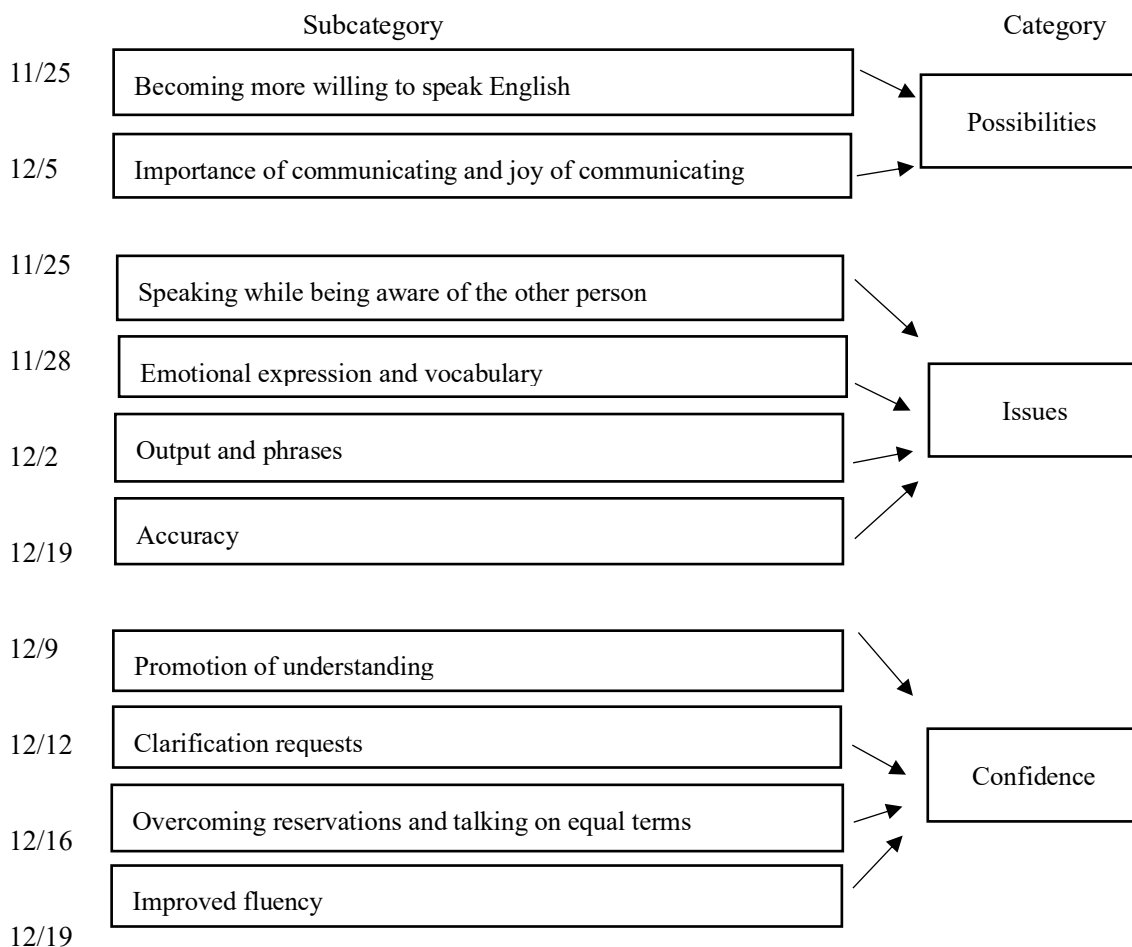 Subcategory Category
11/25 Becoming more willing to speak English
Possibilities
12/5 Importance of communicating and joy of communicating
11/25 Speaking while being aware of the other person
11/28 Emotional expression and vocabulary
Issues
12/2 Output and phrases
12/19 Accuracy
12/9 Promotion of understanding
12/12 Clarification requests
Confidence
12/16 Overcoming reservations and talking on equal terms
Improved fluency
12/19